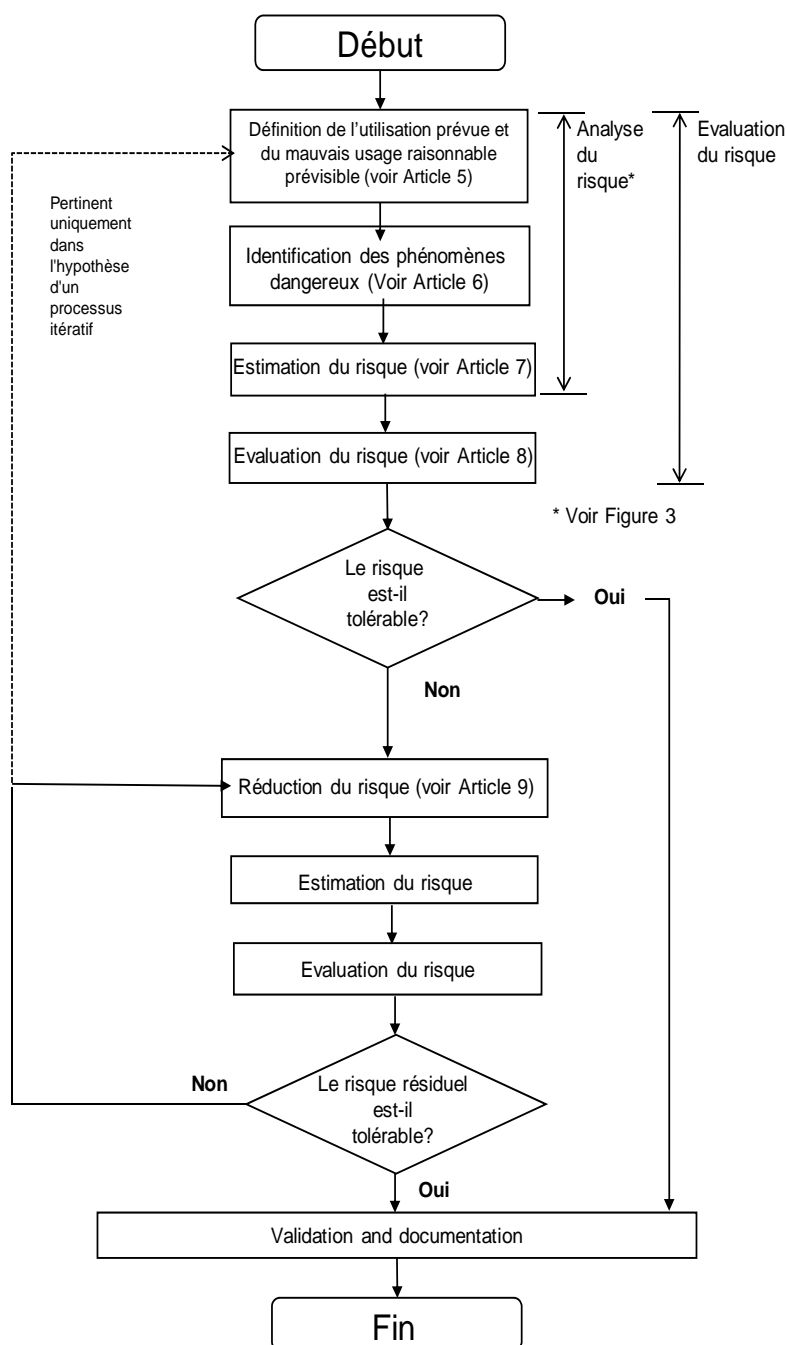 Début
Définition de l'utilisation prévue et
du mauvais usage raisonnable
prévisible (voir Article 5)
Analyse
du
risque*
Evaluation
du risque
Pertinent
uniquement
dans
l'hypothèse
d'un
processus
itératif
Identification des phénomènes
dangereux (Voir Article 6)
Estimation du risque (voir Article 7)
Evaluation du risque (voir Article 8)
* Voir Figure 3
Le risque
est-il
tolérable?
Oui
Non
Réduction du risque (voir Article 9)
Estimation du risque
Evaluation du risque
Non
Le risque résiduel
est-il
tolérable?
Oui
Validation and documentation
Fin